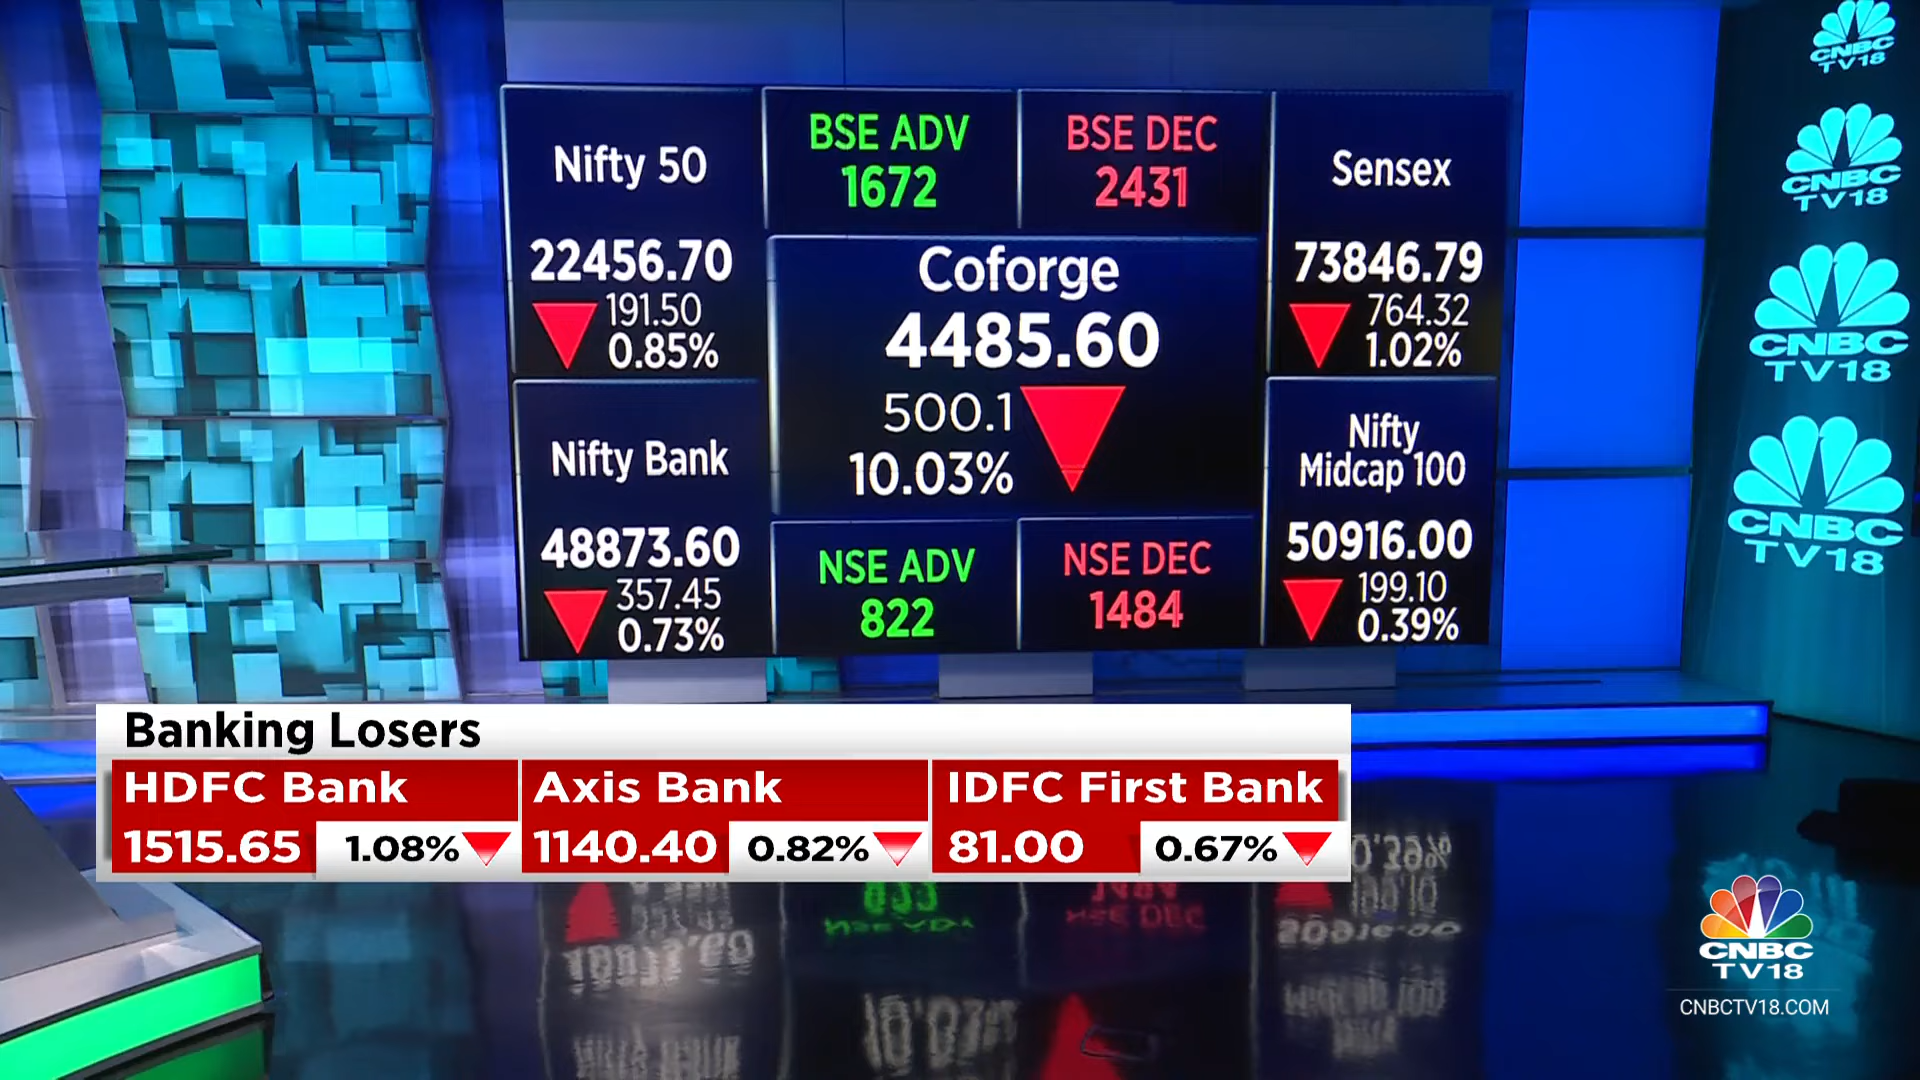 Nifty 50
22456.70
191.50
0.85%
BSE ADV
1672
BSE DEC
2431
Sensex
73846.79
764.32
1.02%
Coforge
4485.60
500.1
10.03%
Nifty Bank
48873.60
357.45
0.73%
NSE ADV
822
NSE DEC
1484
Nifty
Midcap 100
50916.00
199.10
0.39%
CNBC
TV18
CNBC
TV18
CNBC
TV18
CNBC
TV18
Banking Losers
HDFC Bank
1515.65 1.08%
Axis Bank
1140.40 0.82%
IDFC First Bank
81.00 0.67%
CNBC
TV18
CNBCTV18.COM